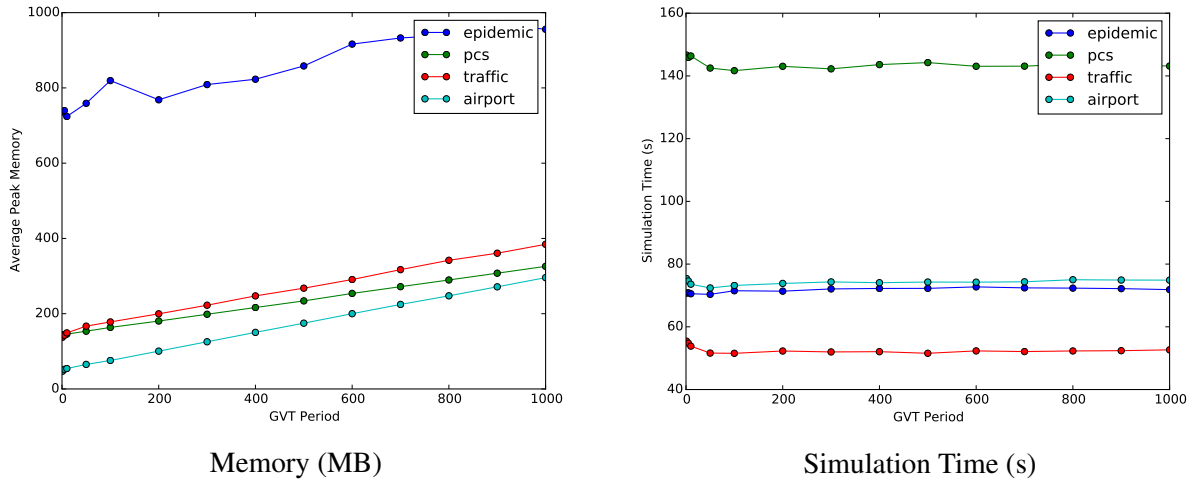 1000
800
600
400
200
0
Average Peak Memory
epidemic
pcs
traffic
airport
0 200 400 600 800 1000
GVT Period
Memory (MB)
160
140
120
100
80
60
40
Simulation Time (s)
epidemic
pcs
traffic
airport
0 200 400 600 800 1000
GVT Period
Simulation Time (s)